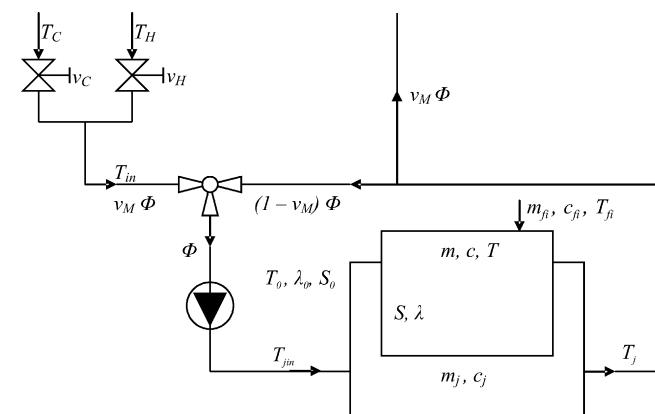 T_C T_H
v_C v_H
v_M Φ
T_in
v_M Φ (1 – v_M) Φ
m_fi, c_fi, T_fi
Φ
m, c, T
T_0, λ_0, S_0
S, λ
T_jin T_j
m_j, c_j